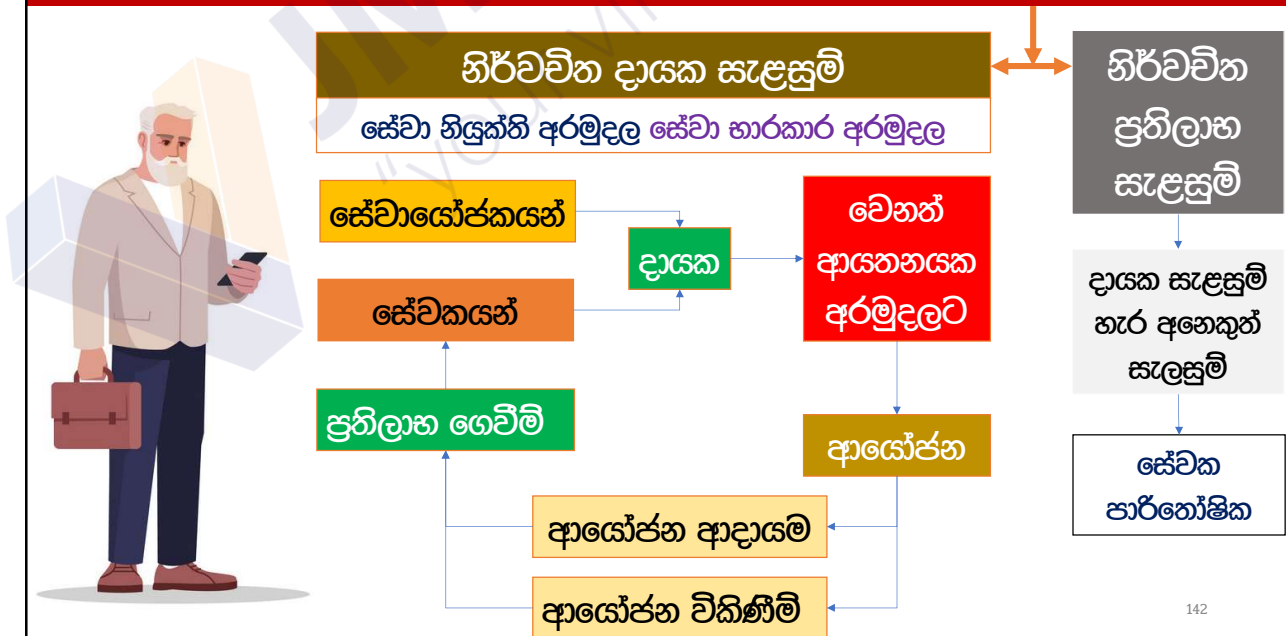 නිර්වචිත දායක සැළසුම්
සේවා නියුක්ති අරමුදල සේවා භාරකාර අරමුදල
සේවායෝජකයන්
සේවකයන්
දායක
වෙනත්
ආයතනයක
අරමුදලට
ප්‍රතිලාභ ගෙවීම්
ආයෝජන
ආයෝජන ආදායම
ආයෝජන විකිණීම්
නිර්වචිත
ප්‍රතිලාභ
සැළසුම්
දායක සැළසුම්
හැර අනෙකුත්
සැලසුම්
සේවක
පාරිතෝෂික
142